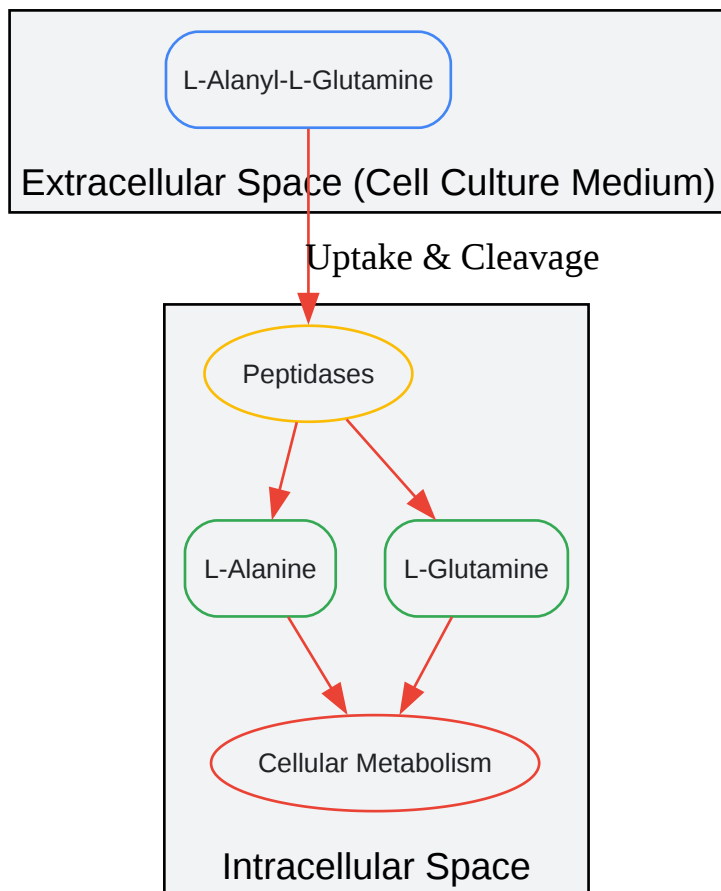 L-Alanyl-L-Glutamine
Extracellular Space (Cell Culture Medium)
Uptake & Cleavage
Peptidases
L-Alanine
L-Glutamine
Cellular Metabolism
Intracellular Space